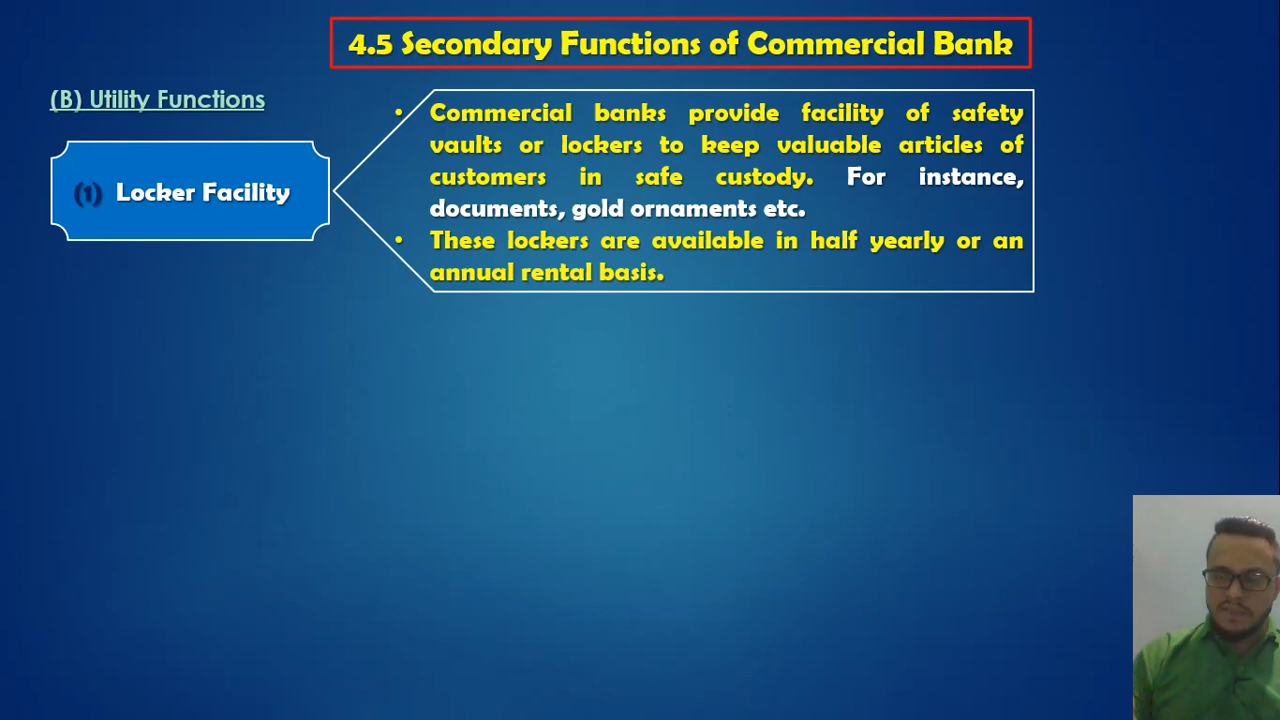 4.5 Secondary Functions of Commercial Bank
(B) Utility Functions
(1) Locker Facility
• Commercial banks provide facility of safety
vaults or lockers to keep valuable articles of
customers in safe custody. For instance,
documents, gold ornaments etc.
• These lockers are available in half yearly or an
annual rental basis.